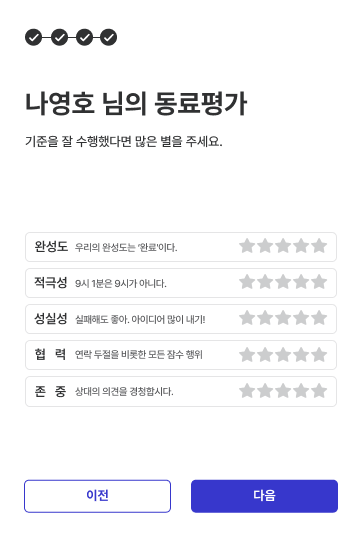 나영호 님의 동료평가
기준을 잘 수행했다면 많은 별을 주세요.
완성도 우리의 완성도는 '완료'이다.
적극성 9시 1분은 9시가 아니다.
성실성 실패해도 좋아. 아이디어 많이 내기!
협 력 연락 두절을 비롯한 모든 잠수 행위
존 중 상대의 의견을 경청합시다.
이전 다음